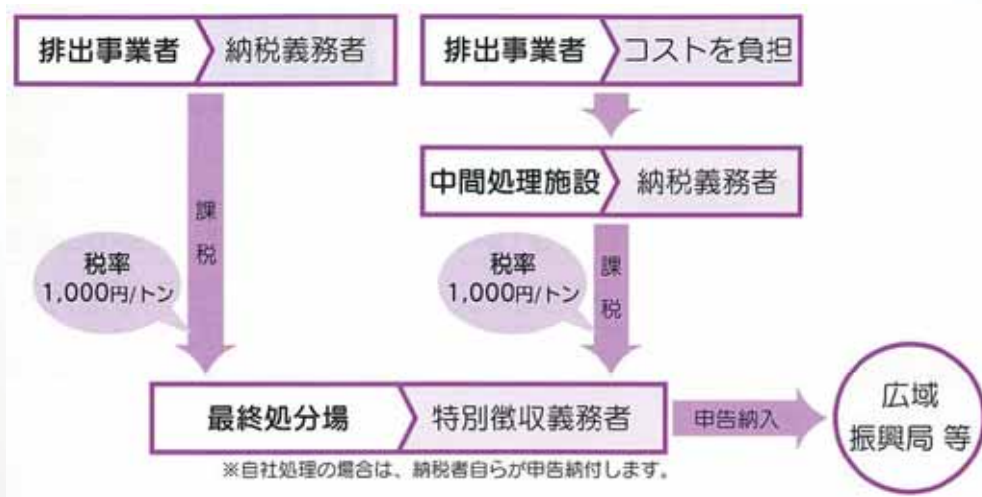 排出事業者 納税義務者
排出事業者 コストを負担
中間処理施設 納税義務者
課税
税率
1,000円/トン
課税
税率
1,000円/トン
最終処分場 特別徴収義務者
申告納入
広域
振興局 等
※自社処理の場合は、納税者自らが申告納付します。